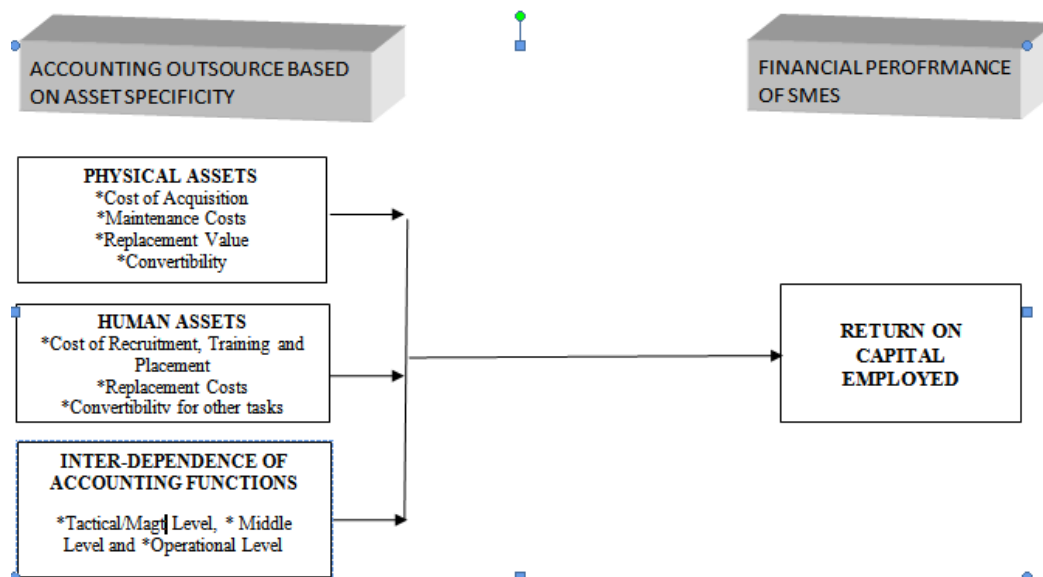 ACCOUNTING OUTSOURCE BASED
ON ASSET SPECIFICITY
FINANCIAL PEROFRMANCE
OF SMES
PHYSICAL ASSETS
*Cost of Acquisition
*Maintenance Costs
*Replacement Value
*Convertibility
HUMAN ASSETS
*Cost of Recruitment, Training and
Placement
*Replacement Costs
*Convertibility for other tasks
INTER-DEPENDENCE OF
ACCOUNTING FUNCTIONS
*Tactical/Magt Level, * Middle
Level and *Operational Level
RETURN ON
CAPITAL
EMPLOYED